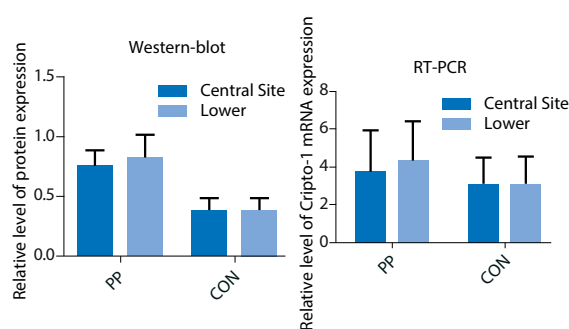 Western-blot
Relative level of protein expression
1.5
1.0
0.5
0.0
Central Site
Lower
PP
CON
RT-PCR
Relative level of Cripto-1 mRNA expression
8
6
4
2
0
Central Site
Lower
PP
CON